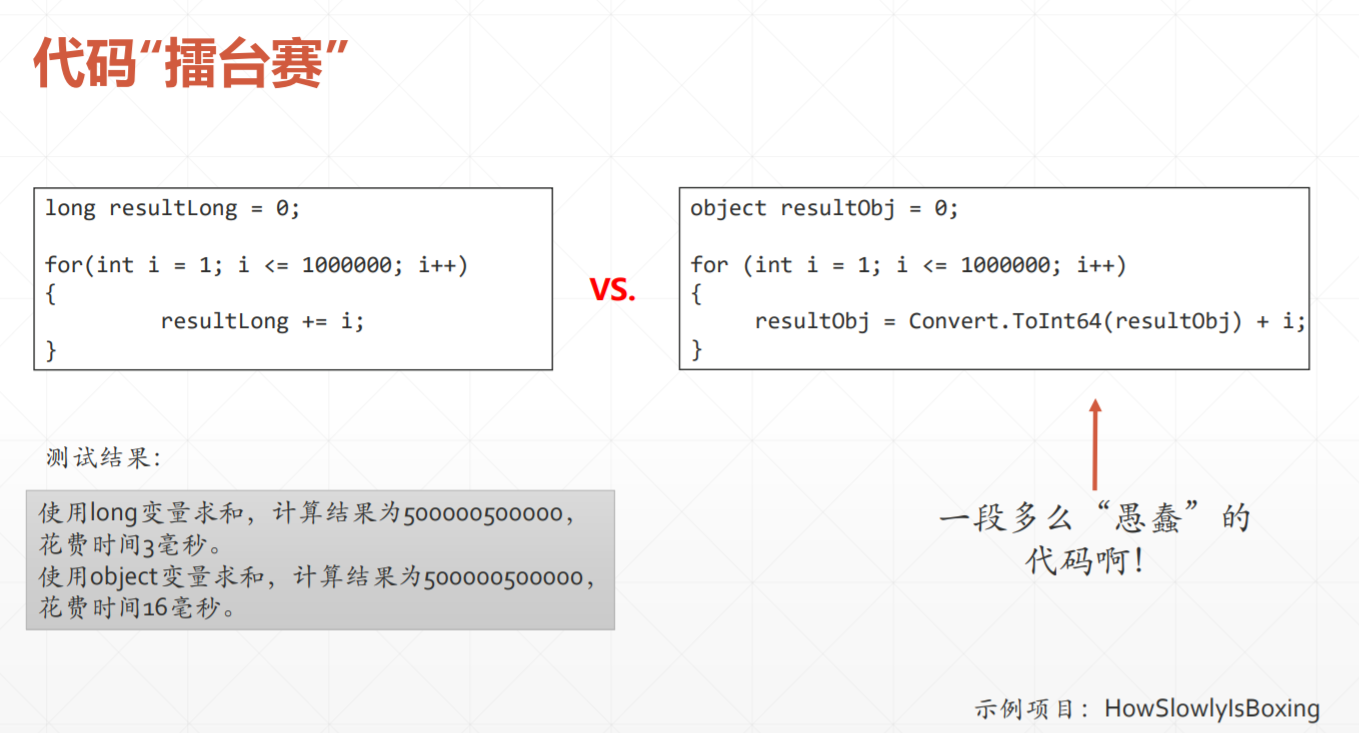 代码“擂台赛”
long resultLong = 0;
for(int i = 1; i <= 1000000; i++)
{
resultLong += i;
}
VS.
object resultObj = 0;
for (int i = 1; i <= 1000000; i++)
{
resultObj = Convert.ToInt64(resultObj) + i;
}
测试结果：
使用long变量求和，计算结果为500000500000，
花费时间3毫秒。
使用object变量求和，计算结果为500000500000，
花费时间16毫秒。
一段多么“愚蠢”的
代码啊！
示例项目：HowSlowlyIsBoxing